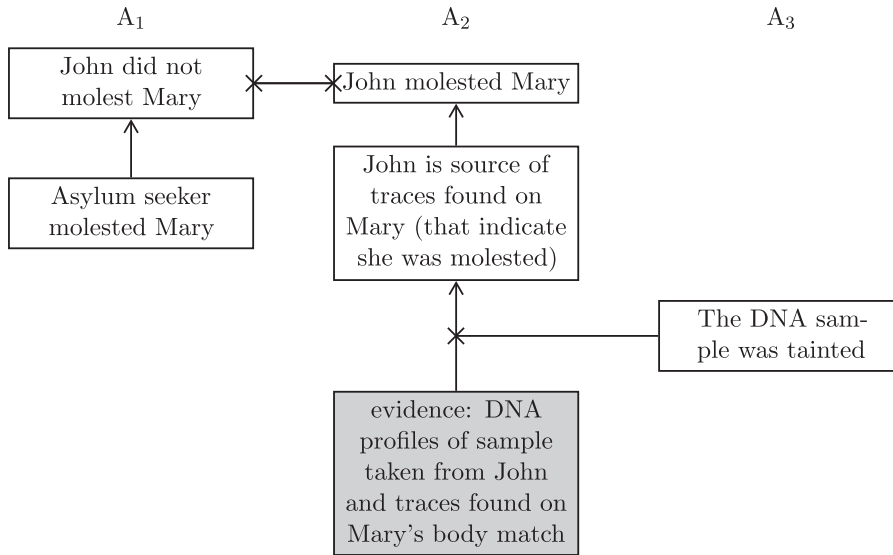 A₁
A₂
A₃
John did not
molest Mary
John molested Mary
Asylum seeker
molested Mary
John is source of
traces found on
Mary (that indicate
she was molested)
The DNA sam-
ple was tainted
evidence: DNA
profiles of sample
taken from John
and traces found on
Mary's body match